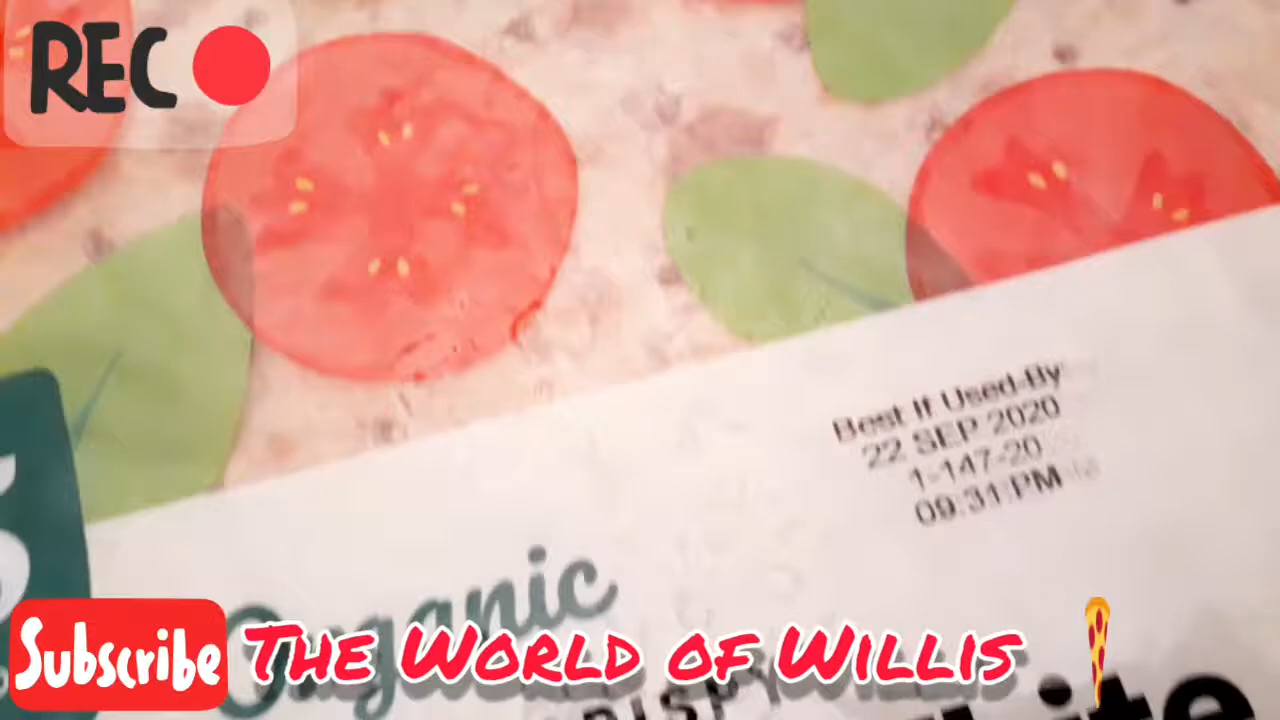 REC
Best If Used By
22 SEP 2020
1-147-20
09:31 PM
Organic
Subscribe THE WORLD OF WILLIS